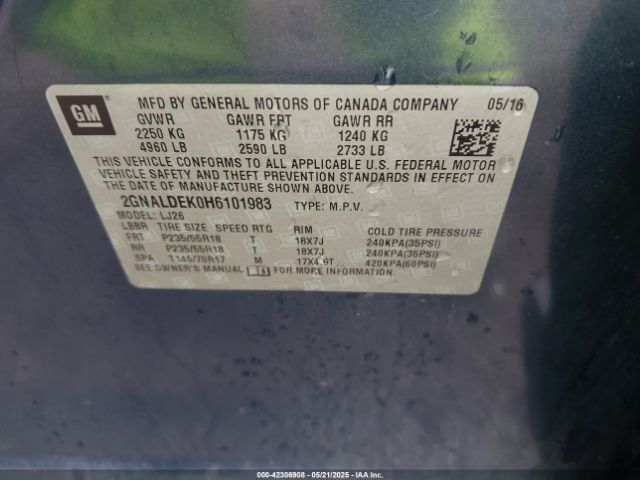 GM
MFD BY GENERAL MOTORS OF CANADA COMPANY 05/16
GVWR GAWR FRT GAWR RR
2250 KG 1175 KG 1240 KG
4960 LB 2590 LB 2733 LB
THIS VEHICLE CONFORMS TO ALL APPLICABLE U.S. FEDERAL MOTOR
VEHICLE SAFETY AND THEFT PREVENTION STANDARDS IN EFFECT
ON THE DATE OF MANUFACTURE SHOWN ABOVE.
2GNALDEK0H6101983 TYPE: M.P.V.
MODEL: LJ26
LBBR TIRE SIZE SPEED RTG RIM COLD TIRE PRESSURE
FRT P235/55R18 T 18X7J 240KPA(35PSI)
RR P235/55R18 T 18X7J 240KPA(35PSI)
SPA T145/70R17 M 17X4.5T 420KPA(60PSI)
SEE OWNER'S MANUAL FOR MORE INFORMATION.
00-42306908 - 05/21/2025 - IAAI.COM